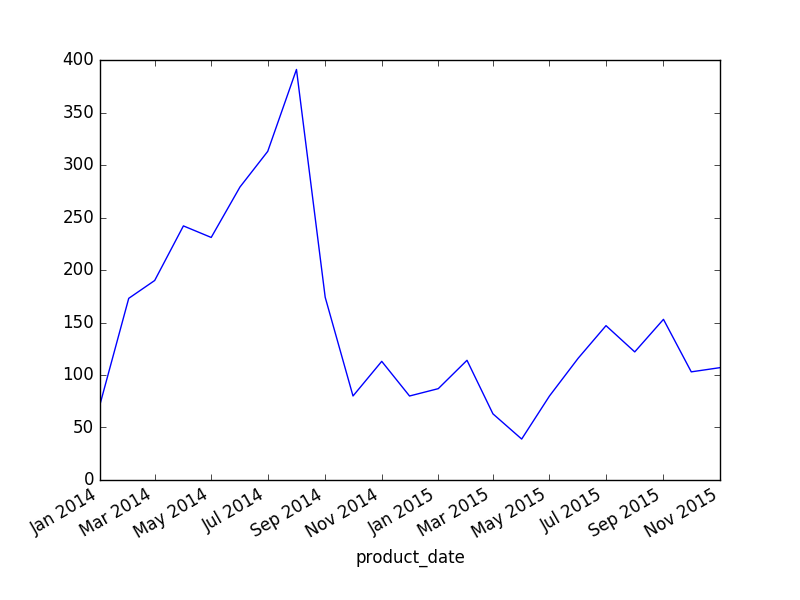 400
350
300
250
200
150
100
50
0
Jan 2014
Mar 2014
May 2014
Jul 2014
Sep 2014
Nov 2014
Jan 2015
Mar 2015
May 2015
Jul 2015
Sep 2015
Nov 2015
product_date